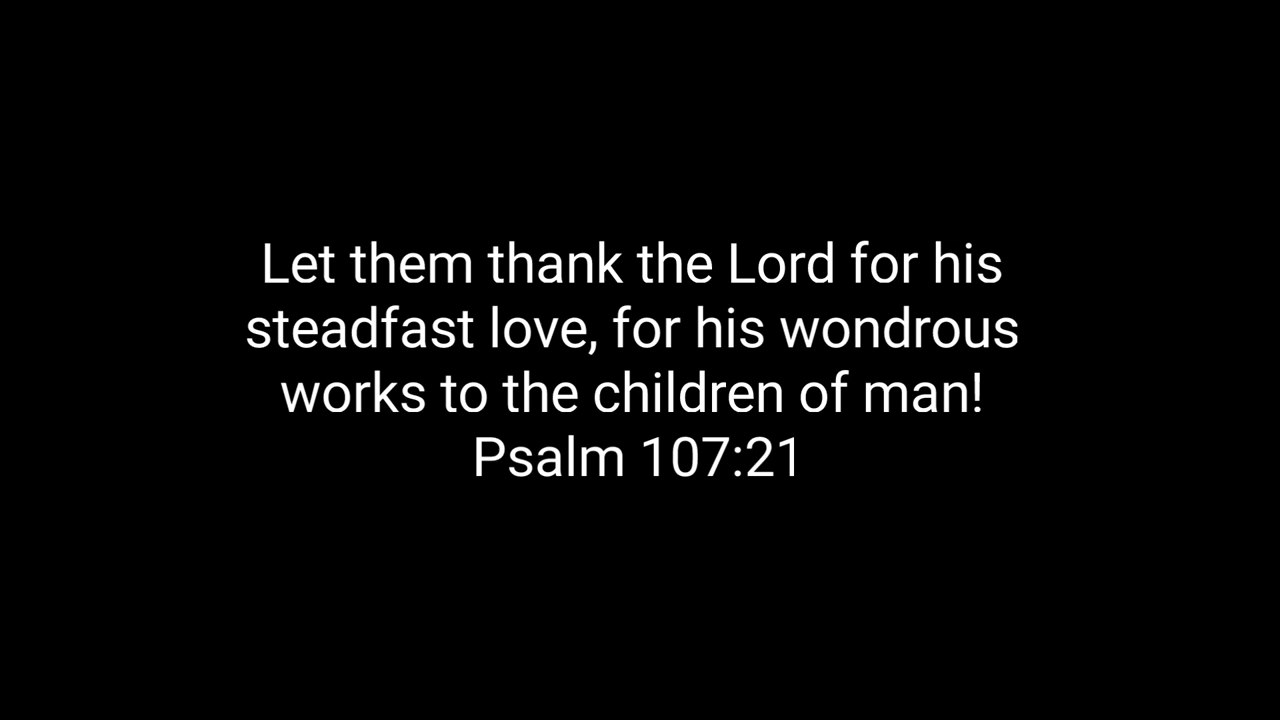 Let them thank the Lord for his
steadfast love, for his wondrous
works to the children of man!
Psalm 107:21